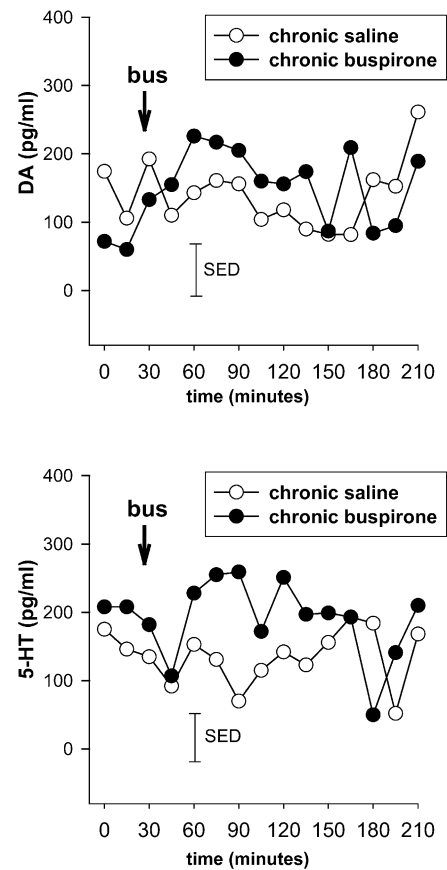 400
chronic saline
chronic buspirone
bus
300
DA (pg/ml)
200
100
SED
0
0 30 60 90 120 150 180 210
time (minutes)
400
chronic saline
chronic buspirone
bus
300
5-HT (pg/ml)
200
100
SED
0
0 30 60 90 120 150 180 210
time (minutes)